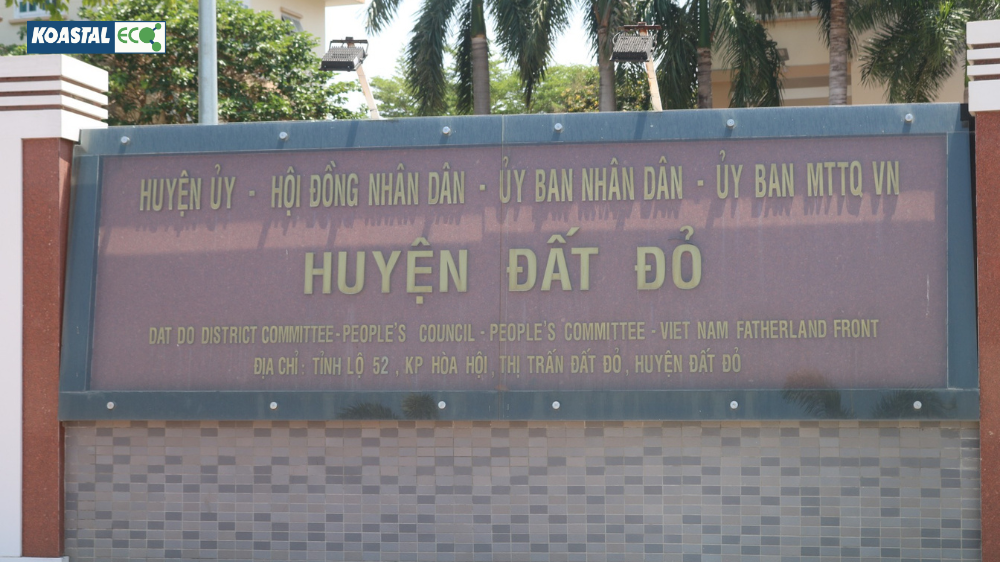 KOASTAL ECO
HUYỆN ỦY - HỘI ĐỒNG NHÂN DÂN - ỦY BAN NHÂN DÂN - ỦY BAN MTTQ VN
HUYỆN ĐẤT ĐỎ
DAT DO DISTRICT COMMITTEE-PEOPLE'S COUNCIL - PEOPLE'S COMMITTEE - VIET NAM FATHERLAND FRONT
ĐỊA CHỈ : TỈNH LỘ 52 , KP HÒA HỘI , THỊ TRẤN ĐẤT ĐỎ , HUYỆN ĐẤT ĐỎ